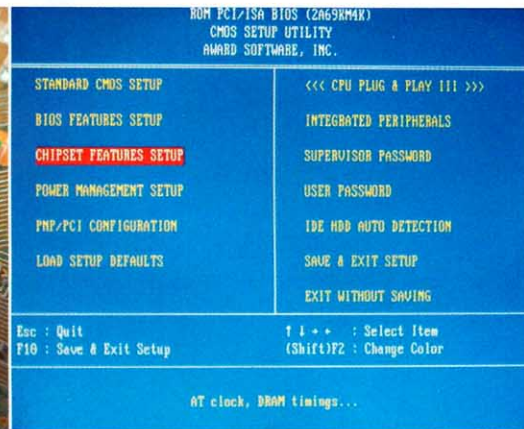 ROM PCI/ISA BIOS (2A69KM4K)
CMOS SETUP UTILITY
AWARD SOFTWARE, INC.
STANDARD CMOS SETUP
BIOS FEATURES SETUP
CHIPSET FEATURES SETUP
POWER MANAGEMENT SETUP
PNP/PCI CONFIGURATION
LOAD SETUP DEFAULTS
<<< CPU PLUG & PLAY III >>>
INTEGRATED PERIPHERALS
SUPERVISOR PASSWORD
USER PASSWORD
IDE HDD AUTO DETECTION
SAVE & EXIT SETUP
EXIT WITHOUT SAVING
Esc : Quit
F10 : Save & Exit Setup
↑ ↓ → ← : Select Item
(Shift)F2 : Change Color
AT clock, DRAM timings...